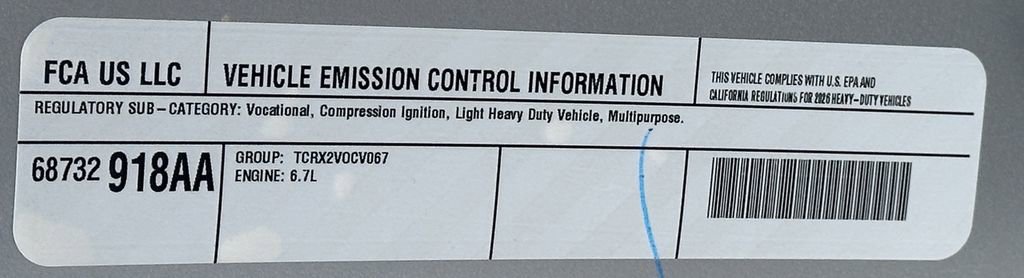 FCA US LLC
VEHICLE EMISSION CONTROL INFORMATION
THIS VEHICLE COMPLIES WITH U.S. EPA AND
CALIFORNIA REGULATIONS FOR 2026 HEAVY-DUTY VEHICLES
REGULATORY SUB-CATEGORY: Vocational, Compression Ignition, Light Heavy Duty Vehicle, Multipurpose.
68732 918AA
GROUP: TCRX2VOCV067
ENGINE: 6.7L